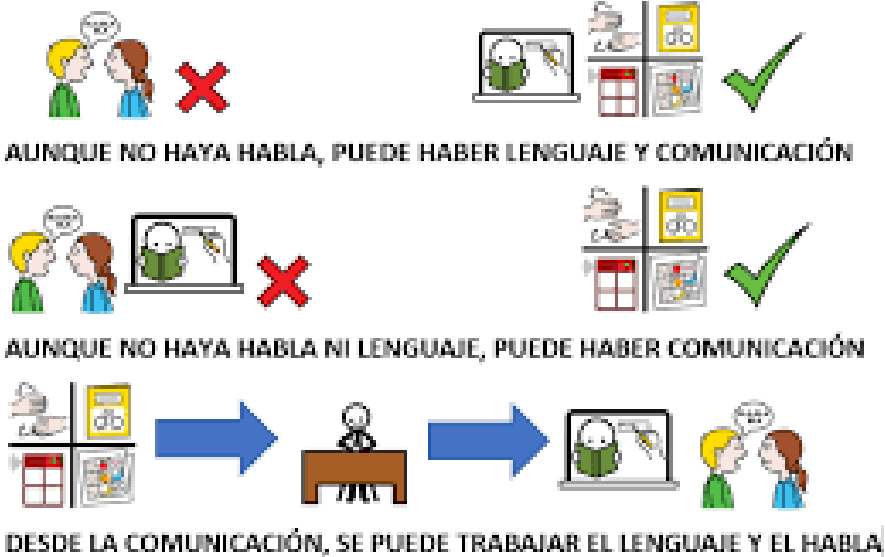 AUNQUE NO HAYA HABLA, PUEDE HABER LENGUAJE Y COMUNICACIÓN
AUNQUE NO HAYA HABLA NI LENGUAJE, PUEDE HABER COMUNICACIÓN
DESDE LA COMUNICACIÓN, SE PUEDE TRABAJAR EL LENGUAJE Y EL HABLA